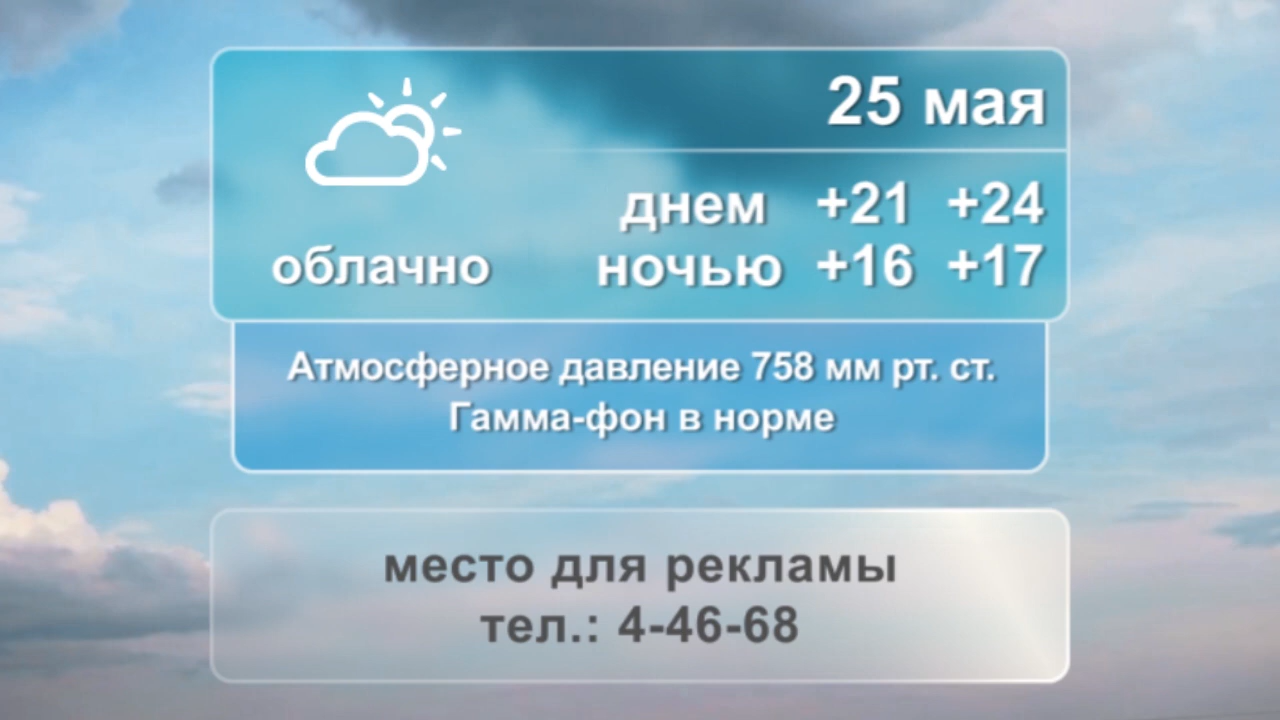 25 мая
днем +21 +24
облачно ночью +16 +17
Атмосферное давление 758 мм рт. ст.
Гамма-фон в норме
место для рекламы
тел.: 4-46-68